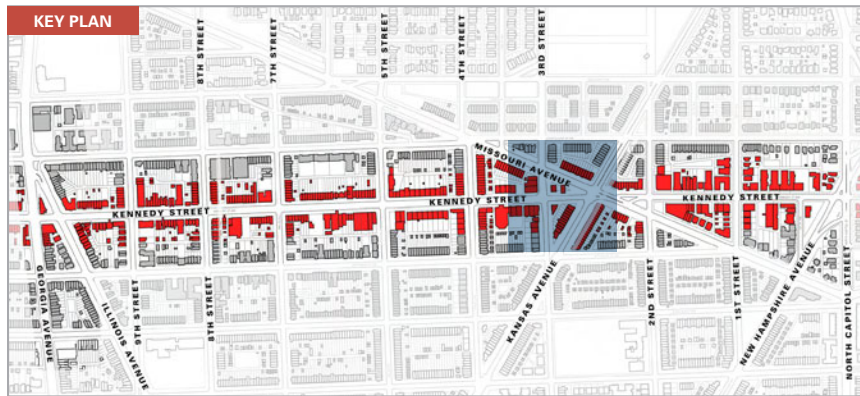 KEY PLAN
8TH STREET
7TH STREET
5TH STREET
4TH STREET
3RD STREET
MISSOURI AVENUE
KENNEDY STREET
KENNEDY STREET
KENNEDY STREET
GEORGIA AVENUE
ILLINOIS AVENUE
9TH STREET
8TH STREET
KANSAS AVENUE
2ND STREET
1ST STREET
NEW HAMPSHIRE AVENUE
NORTH CAPITOL STREET